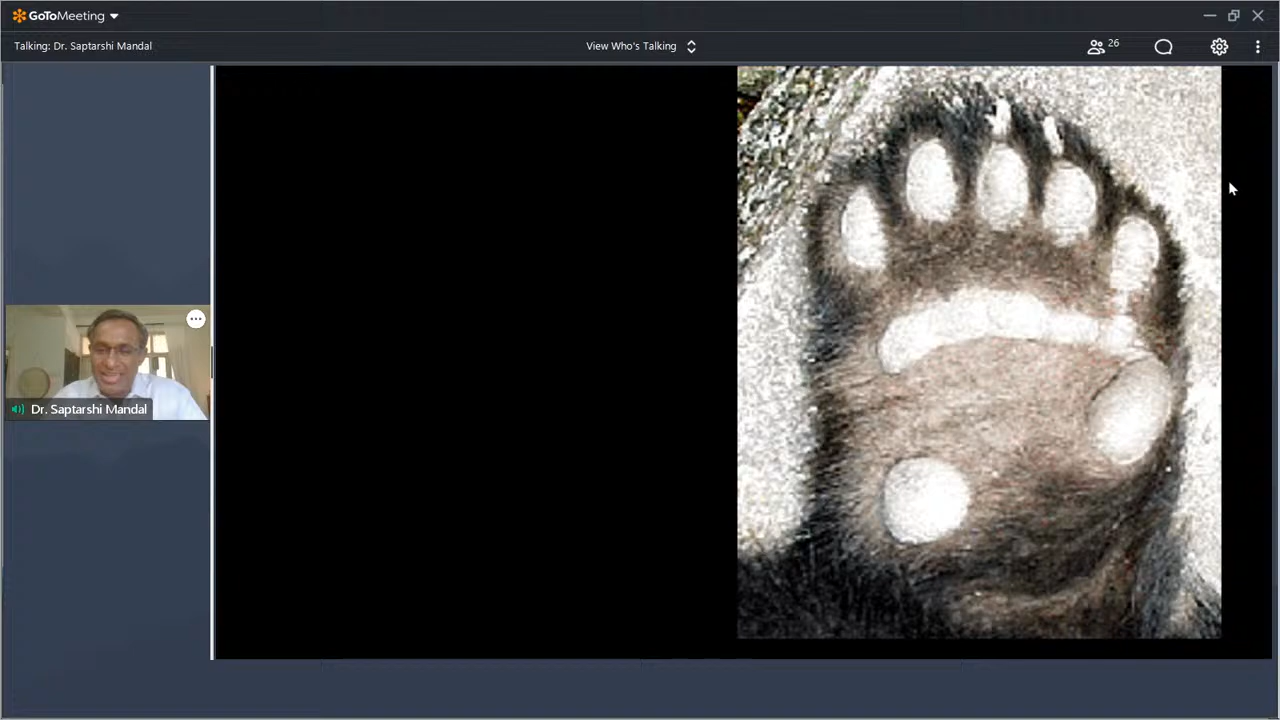 GoToMeeting
Talking: Dr. Saptarshi Mandal
View Who's Talking
26
Dr. Saptarshi Mandal